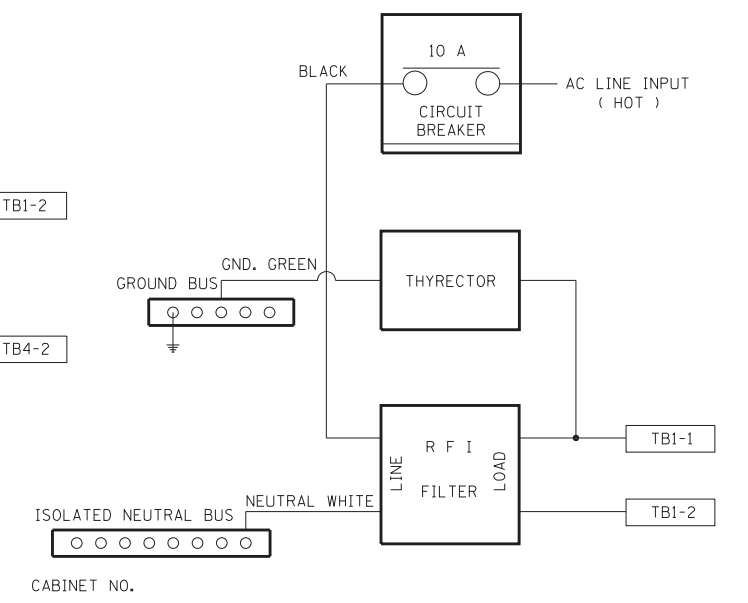 10 A
BLACK
AC LINE INPUT
( HOT )
CIRCUIT
BREAKER
TB1-2
GND. GREEN
GROUND BUS
THYRECTOR
TB4-2
R F I
FILTER
LINE
LOAD
TB1-1
NEUTRAL WHITE
TB1-2
ISOLATED NEUTRAL BUS
CABINET NO.